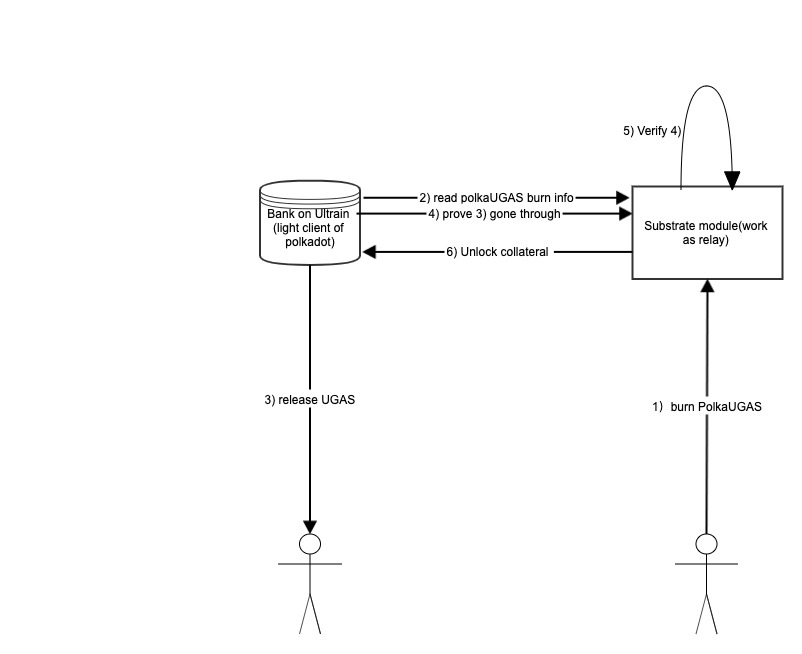 5) Verify 4)
2) read polkaUGAS burn info
Bank on Ultrain
(light client of
polkadot)
4) prove 3) gone through
Substrate module(work
as relay)
6) Unlock collateral
3) release UGAS
1) burn PolkaUGAS